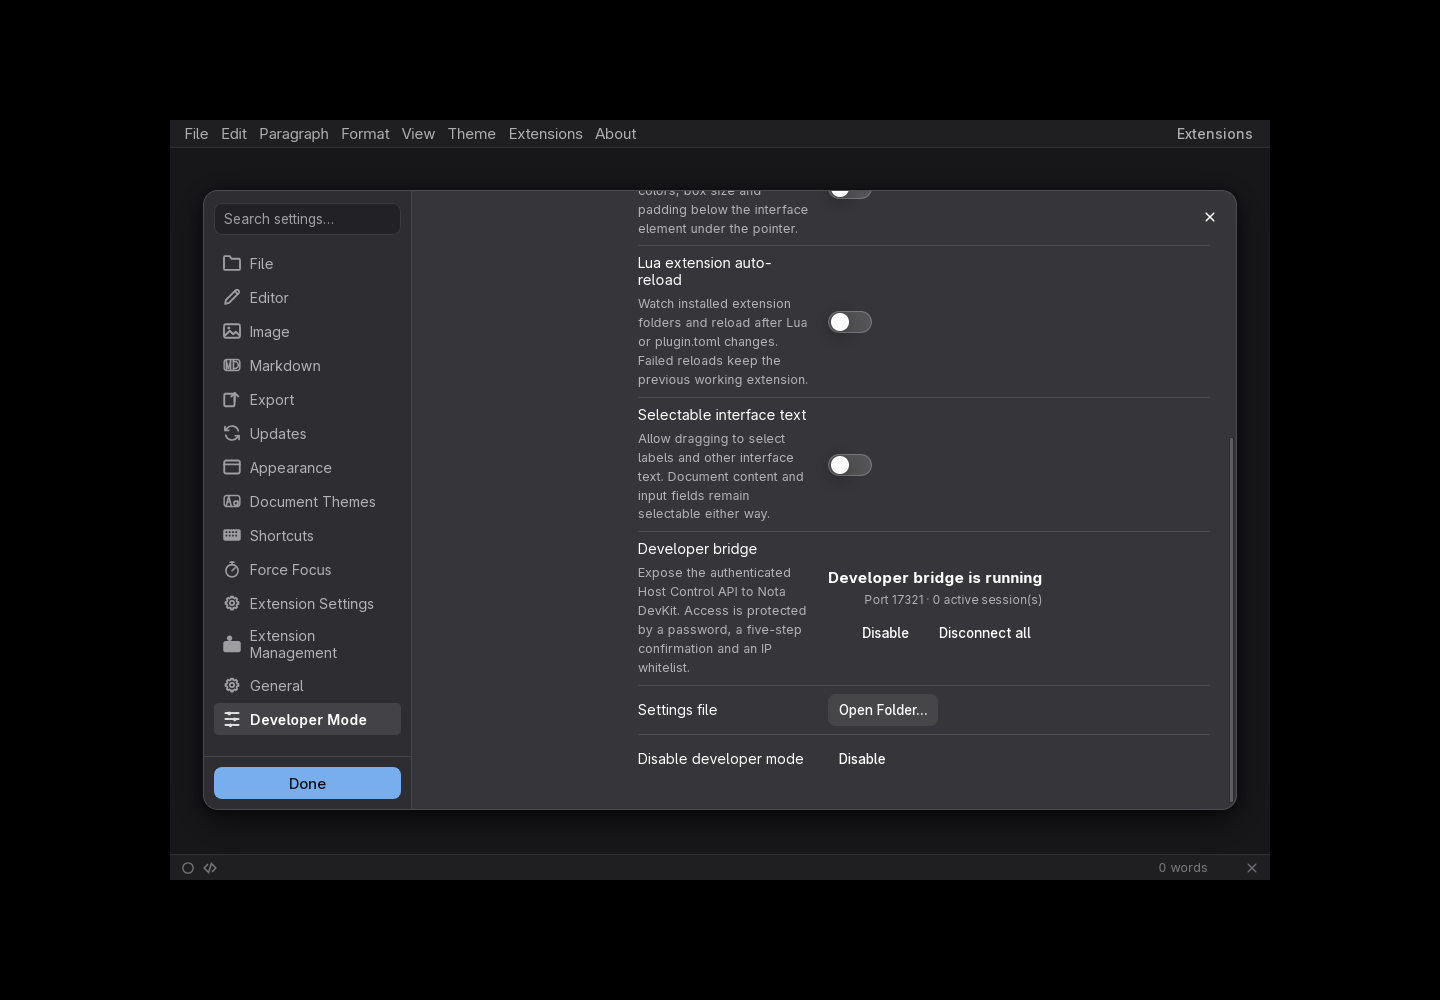 File Edit Paragraph Format View Theme Extensions About
Extensions
Search settings...
File
Editor
Image
MD Markdown
Export
Updates
Appearance
Aa Document Themes
Shortcuts
Force Focus
Extension Settings
Extension
Management
General
Developer Mode
Done
colors, box size and
padding below the interface
element under the pointer.
Lua extension auto-
reload
Watch installed extension
folders and reload after Lua
or plugin.toml changes.
Failed reloads keep the
previous working extension.
Selectable interface text
Allow dragging to select
labels and other interface
text. Document content and
input fields remain
selectable either way.
Developer bridge
Expose the authenticated
Host Control API to Nota
DevKit. Access is protected
by a password, a five-step
confirmation and an IP
whitelist.
Developer bridge is running
Port 17321 · 0 active session(s)
Disable Disconnect all
Settings file
Open Folder...
Disable developer mode
Disable
0 words